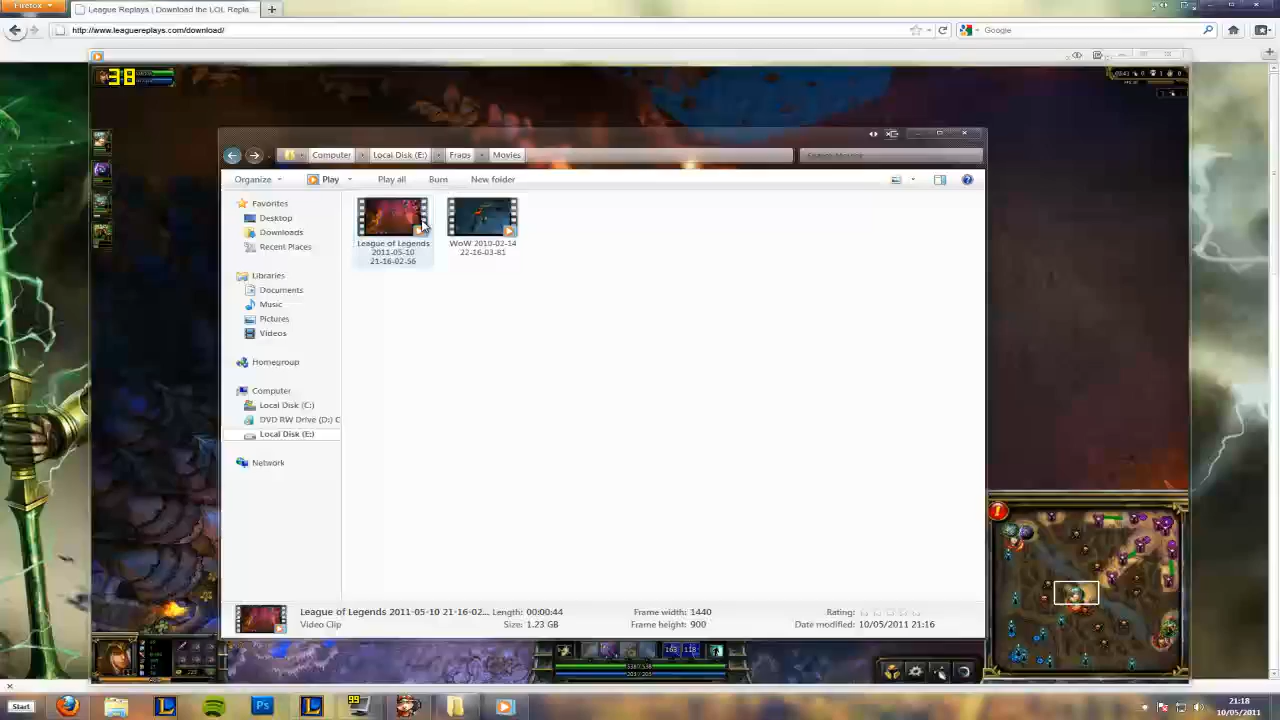 Firefox
League Replays | Download the LOL Repla...
http://www.leaguereplays.com/download/
Google
38
Computer
Local Disk (E:)
Fraps
Movies
Organize
Play
Play all
Burn
New folder
Favorites
Desktop
Downloads
Recent Places
Libraries
Documents
Music
Pictures
Videos
Homegroup
Computer
Local Disk (C:)
DVD RW Drive (D:) C
Local Disk (E:)
Network
League of Legends
2011-05-10
21-16-02-56
WoW 2010-02-14
22-16-03-81
League of Legends 2011-05-10 21-16-02...
Length: 00:00:44
Frame width: 1440
Rating:
Video Clip
Size: 1.23 GB
Frame height: 900
Date modified: 10/05/2011 21:16
163
118
Start
99
Ps
21:18
10/05/2011